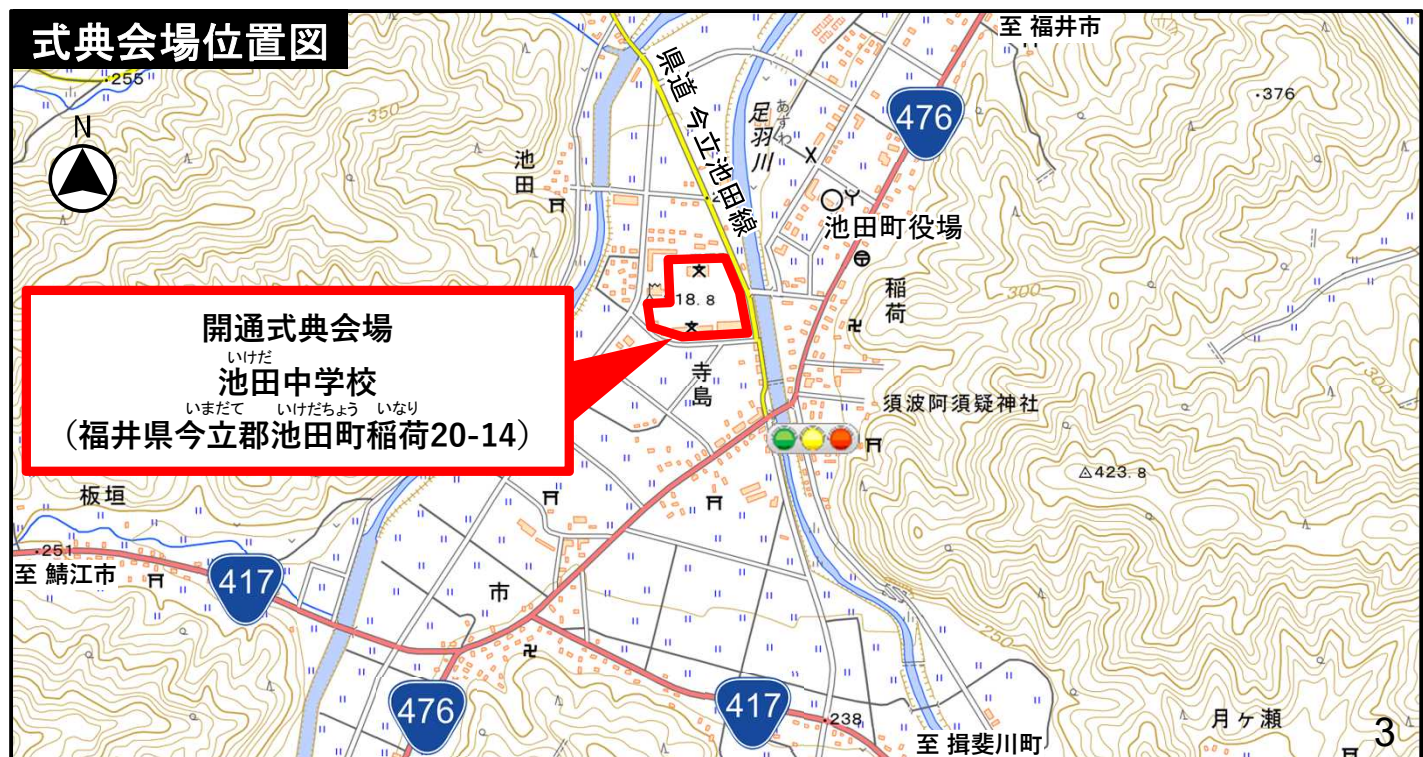 式典会場位置図
至 福井市
・255
N
350
県道 今立池田線
足羽川
あすわ
476
・376
池田
池田町役場
300
稲荷
18.8
開通式典会場
いけだ
池田中学校
いまだて いけだちょう いなり
（福井県今立郡池田町稲荷20-14）
寺島
須波阿須疑神社
300
△423.8
板垣
・251
至 鯖江市
417
市
250
476
417
・238
至 揖斐川町
月ヶ瀬
3